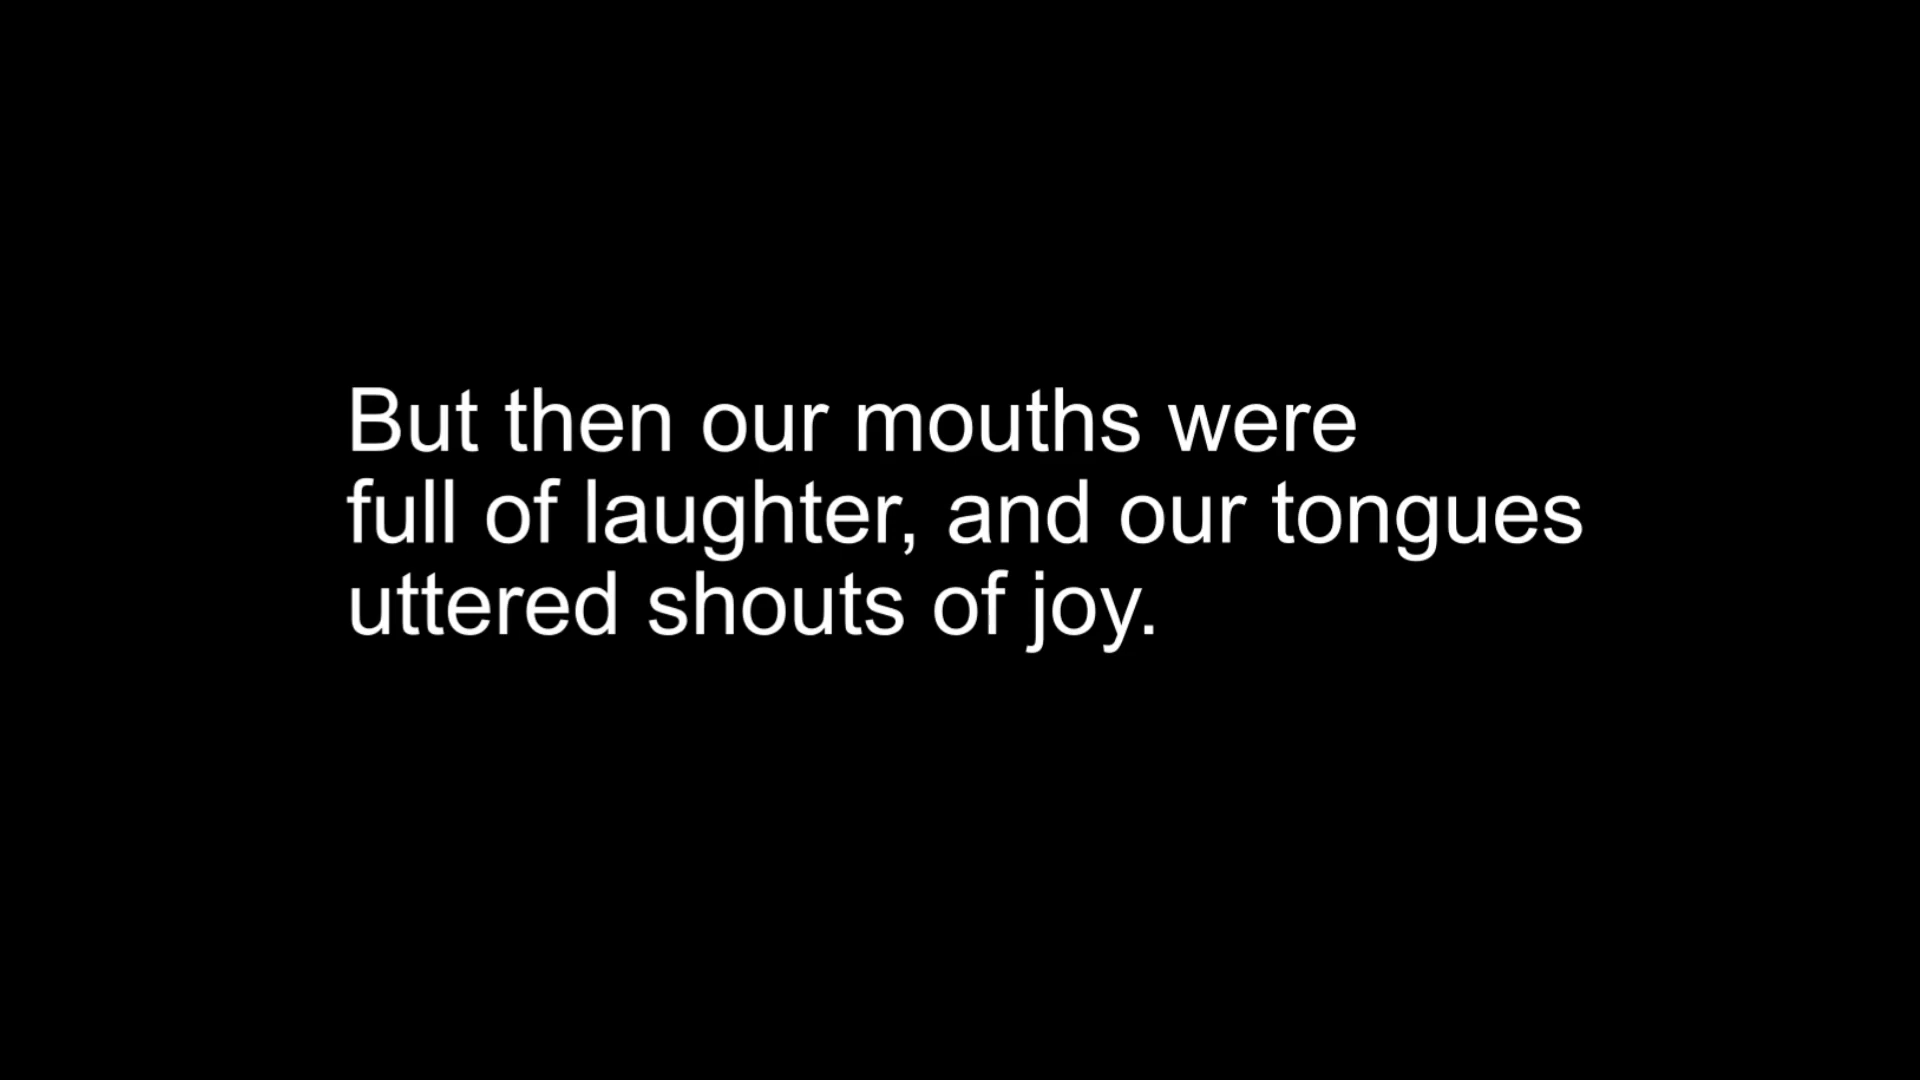 But then our mouths were
full of laughter, and our tongues
uttered shouts of joy.